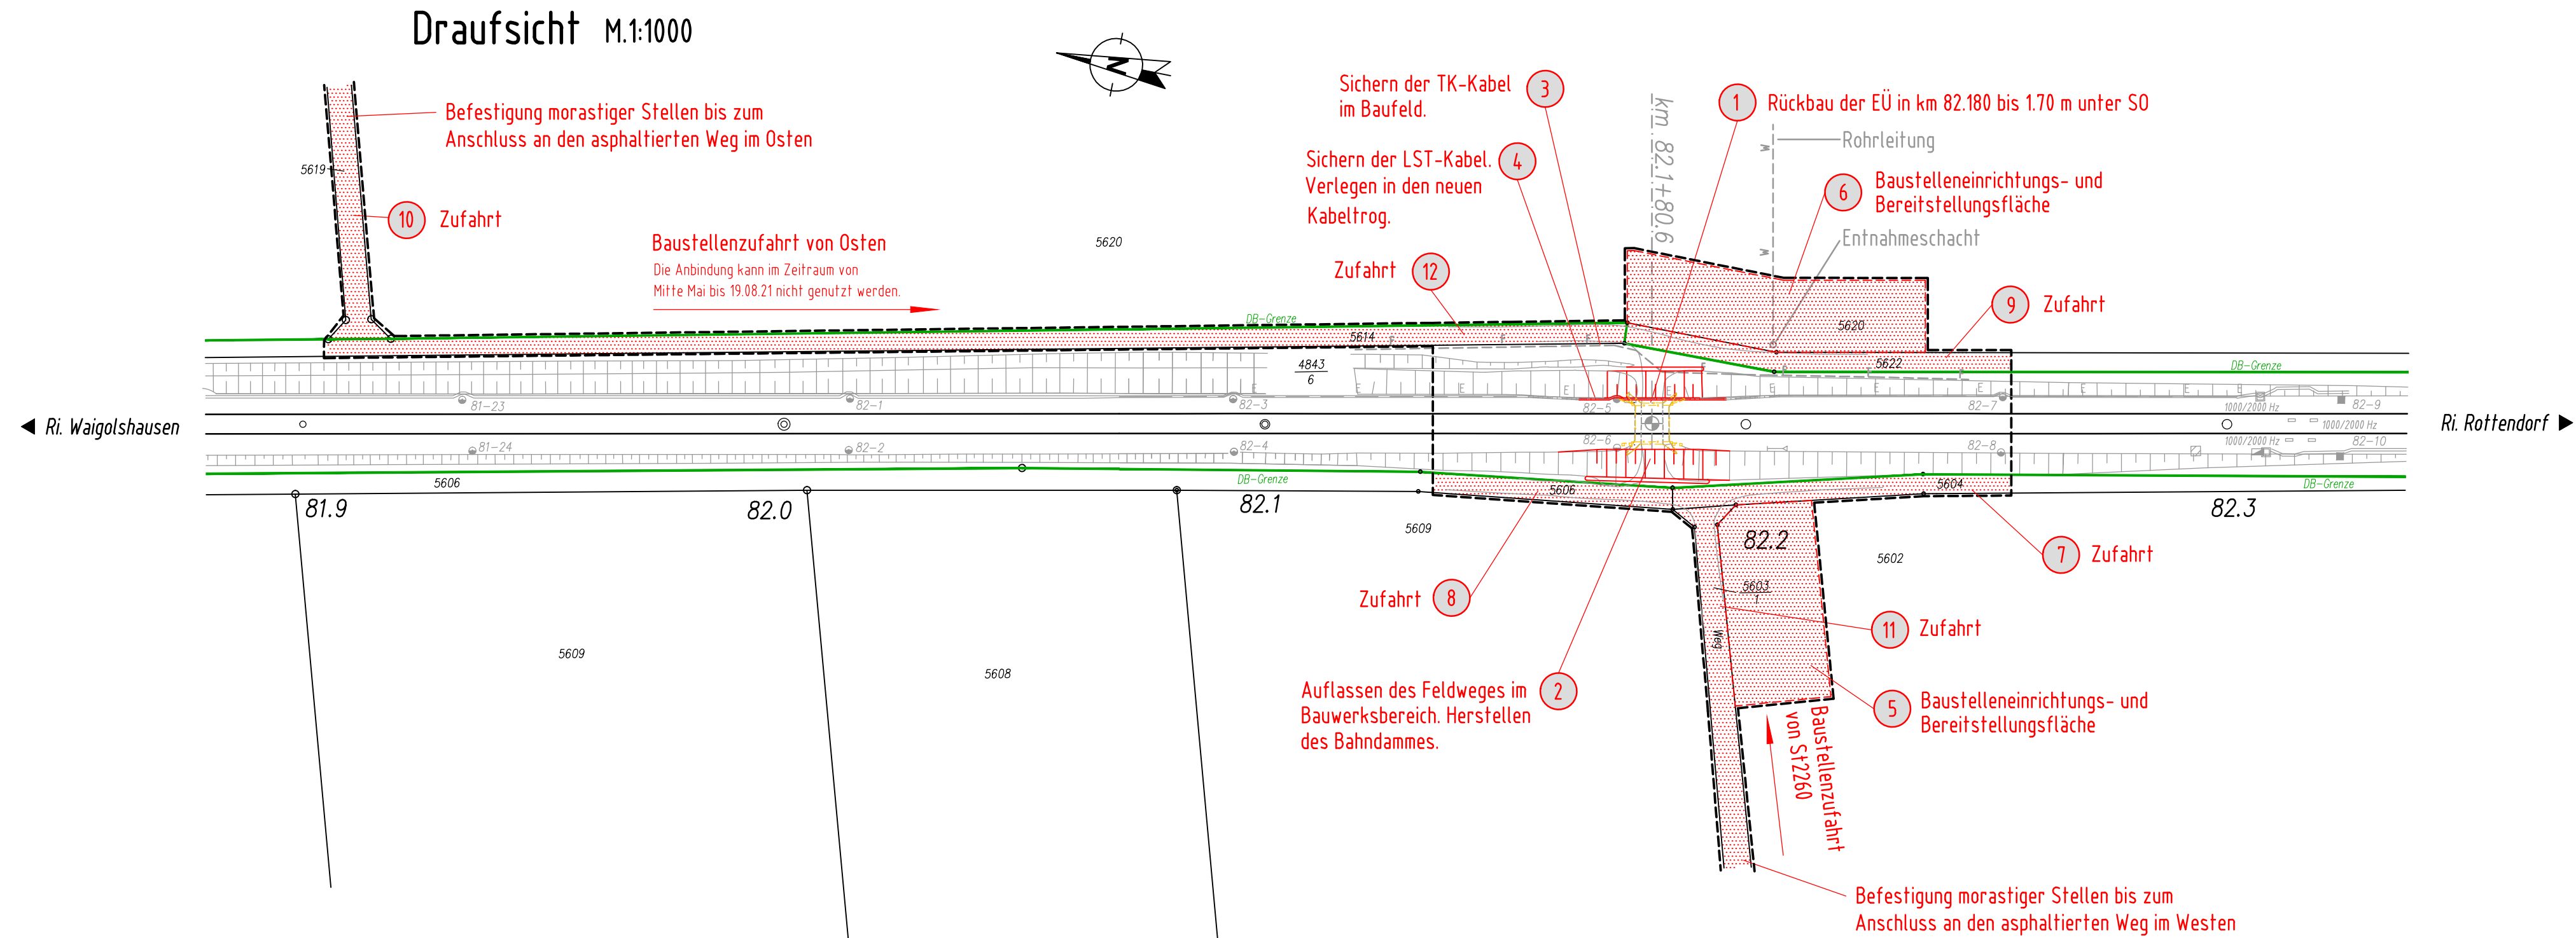 Draufsicht M.1:1000
N
Befestigung morastiger Stellen bis zum
Anschluss an den asphaltierten Weg im Osten
5619
10 Zufahrt
Baustellenzufahrt von Osten
Die Anbindung kann im Zeitraum von
Mitte Mai bis 19.08.21 nicht genutzt werden.
5620
Sichern der TK-Kabel
im Baufeld.
3
Sichern der LST-Kabel.
Verlegen in den neuen
Kabeltrog.
4
Zufahrt 12
km 82.1+80.6
1 Rückbau der EÜ in km 82.180 bis 1.70 m unter SO
Rohrleitung
W
W
6 Baustelleneinrichtungs- und
Bereitstellungsfläche
Entnahmeschacht
9 Zufahrt
5620
DB-Grenze
5614
5622
DB-Grenze
4843
6
E E E E E E E E E E
81-23
82-1
82-3
82-5
82-7
1000/2000 Hz
82-9
Ri. Waigolshausen
Ri. Rottendorf
1000/2000 Hz
81-24
82-2
82-4
82-6
82-8
1000/2000 Hz
82-10
5606
DB-Grenze
5606
5604
DB-Grenze
81.9
82.0
82.1
82.2
82.3
5609
5602
7 Zufahrt
Zufahrt 8
5603
1
Weg
11 Zufahrt
5609
5608
Auflassen des Feldweges im
Bauwerksbereich. Herstellen
des Bahndammes.
2
5 Baustelleneinrichtungs- und
Bereitstellungsfläche
Baustellenzufahrt
von St2260
Befestigung morastiger Stellen bis zum
Anschluss an den asphaltierten Weg im Westen